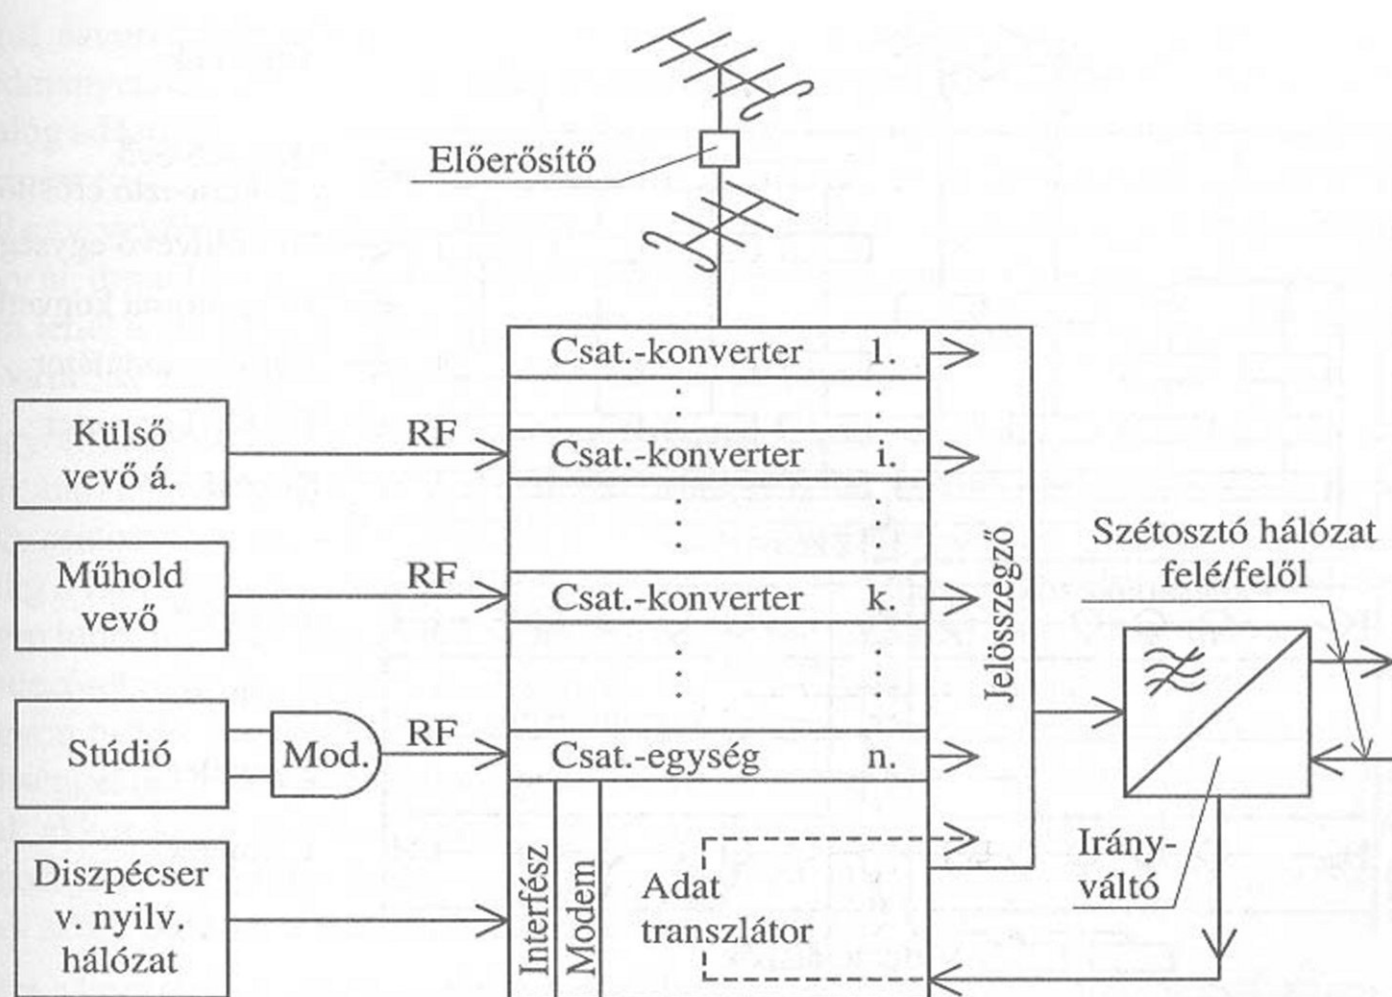 Előerősítő
Csat.-konverter 1.
Külső
vevő á.
RF
Csat.-konverter i.
Műhold
vevő
RF
Csat.-konverter k.
Jelösszegző
Szétosztó hálózat
felé/felől
Stúdió
Mod.
RF
Csat.-egység n.
Diszpécser
v. nyilv.
hálózat
Interfész
Modem
Adat
transzlátor
Irány-
váltó